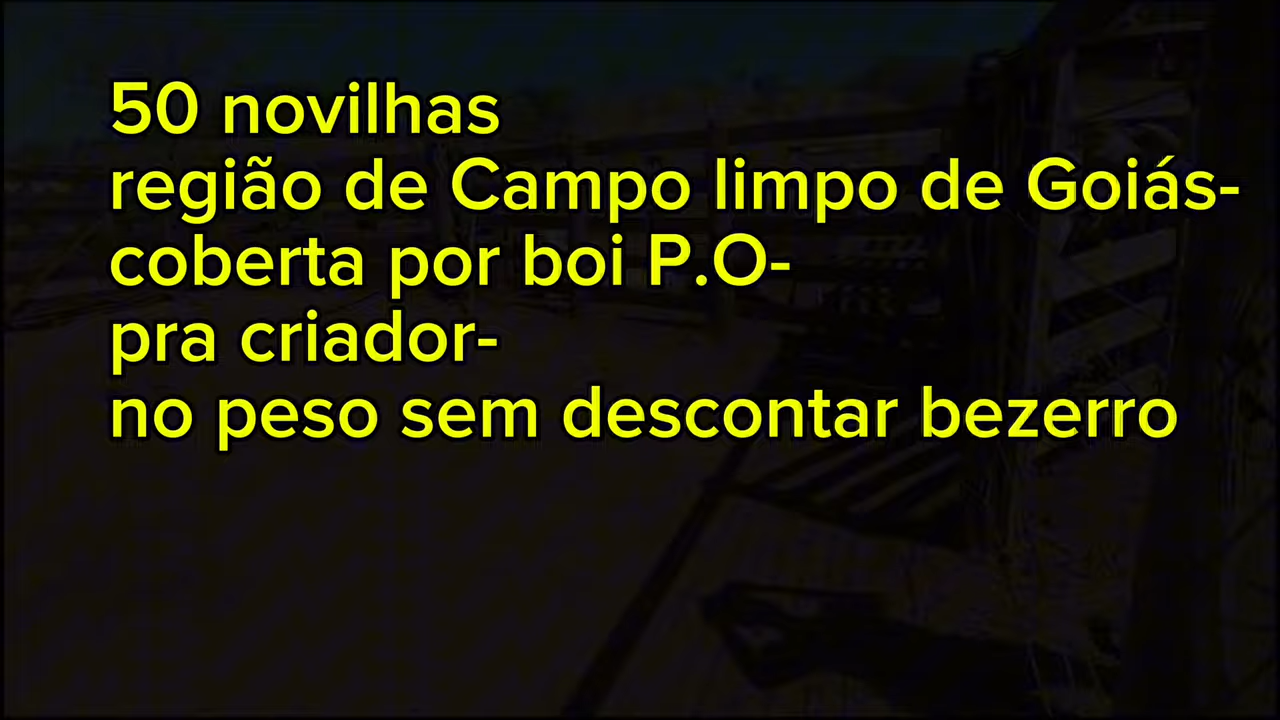 50 novilhas
região de Campo limpo de Goiás-
coberta por boi P.O-
pra criador-
no peso sem descontar bezerro